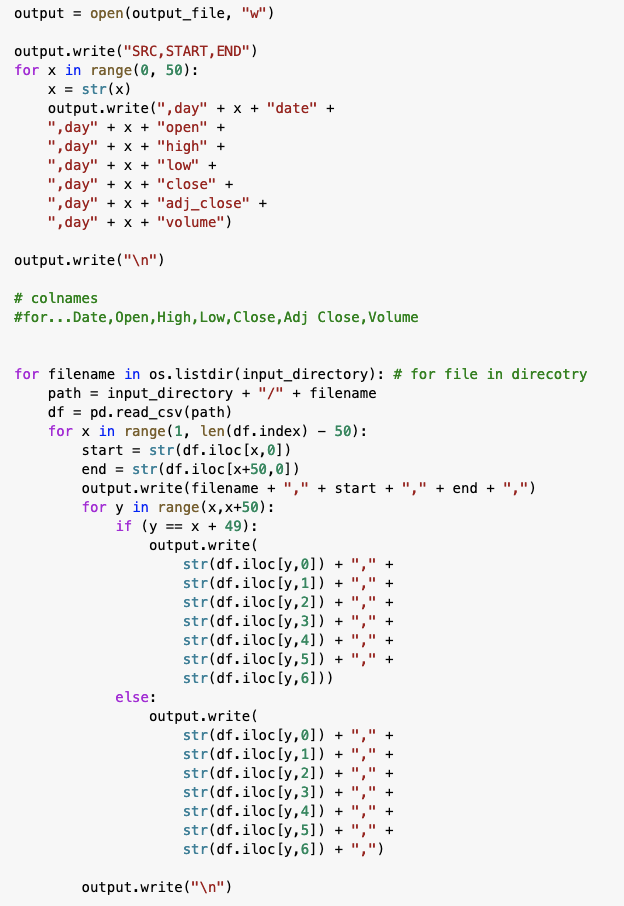 output = open(output_file, "w")

output.write("SRC,START,END")
for x in range(0, 50):
    x = str(x)
    output.write(",day" + x + "date" +
    ",day" + x + "open" +
    ",day" + x + "high" +
    ",day" + x + "low" +
    ",day" + x + "close" +
    ",day" + x + "adj_close" +
    ",day" + x + "volume")

output.write("\n")

# colnames
#for...Date,Open,High,Low,Close,Adj Close,Volume


for filename in os.listdir(input_directory): # for file in direcotry
    path = input_directory + "/" + filename
    df = pd.read_csv(path)
    for x in range(1, len(df.index) - 50):
        start = str(df.iloc[x,0])
        end = str(df.iloc[x+50,0])
        output.write(filename + "," + start + "," + end + ",")
        for y in range(x,x+50):
            if (y == x + 49):
                output.write(
                    str(df.iloc[y,0]) + "," +
                    str(df.iloc[y,1]) + "," +
                    str(df.iloc[y,2]) + "," +
                    str(df.iloc[y,3]) + "," +
                    str(df.iloc[y,4]) + "," +
                    str(df.iloc[y,5]) + "," +
                    str(df.iloc[y,6]))
            else:
                output.write(
                    str(df.iloc[y,0]) + "," +
                    str(df.iloc[y,1]) + "," +
                    str(df.iloc[y,2]) + "," +
                    str(df.iloc[y,3]) + "," +
                    str(df.iloc[y,4]) + "," +
                    str(df.iloc[y,5]) + "," +
                    str(df.iloc[y,6]) + ",")

        output.write("\n")